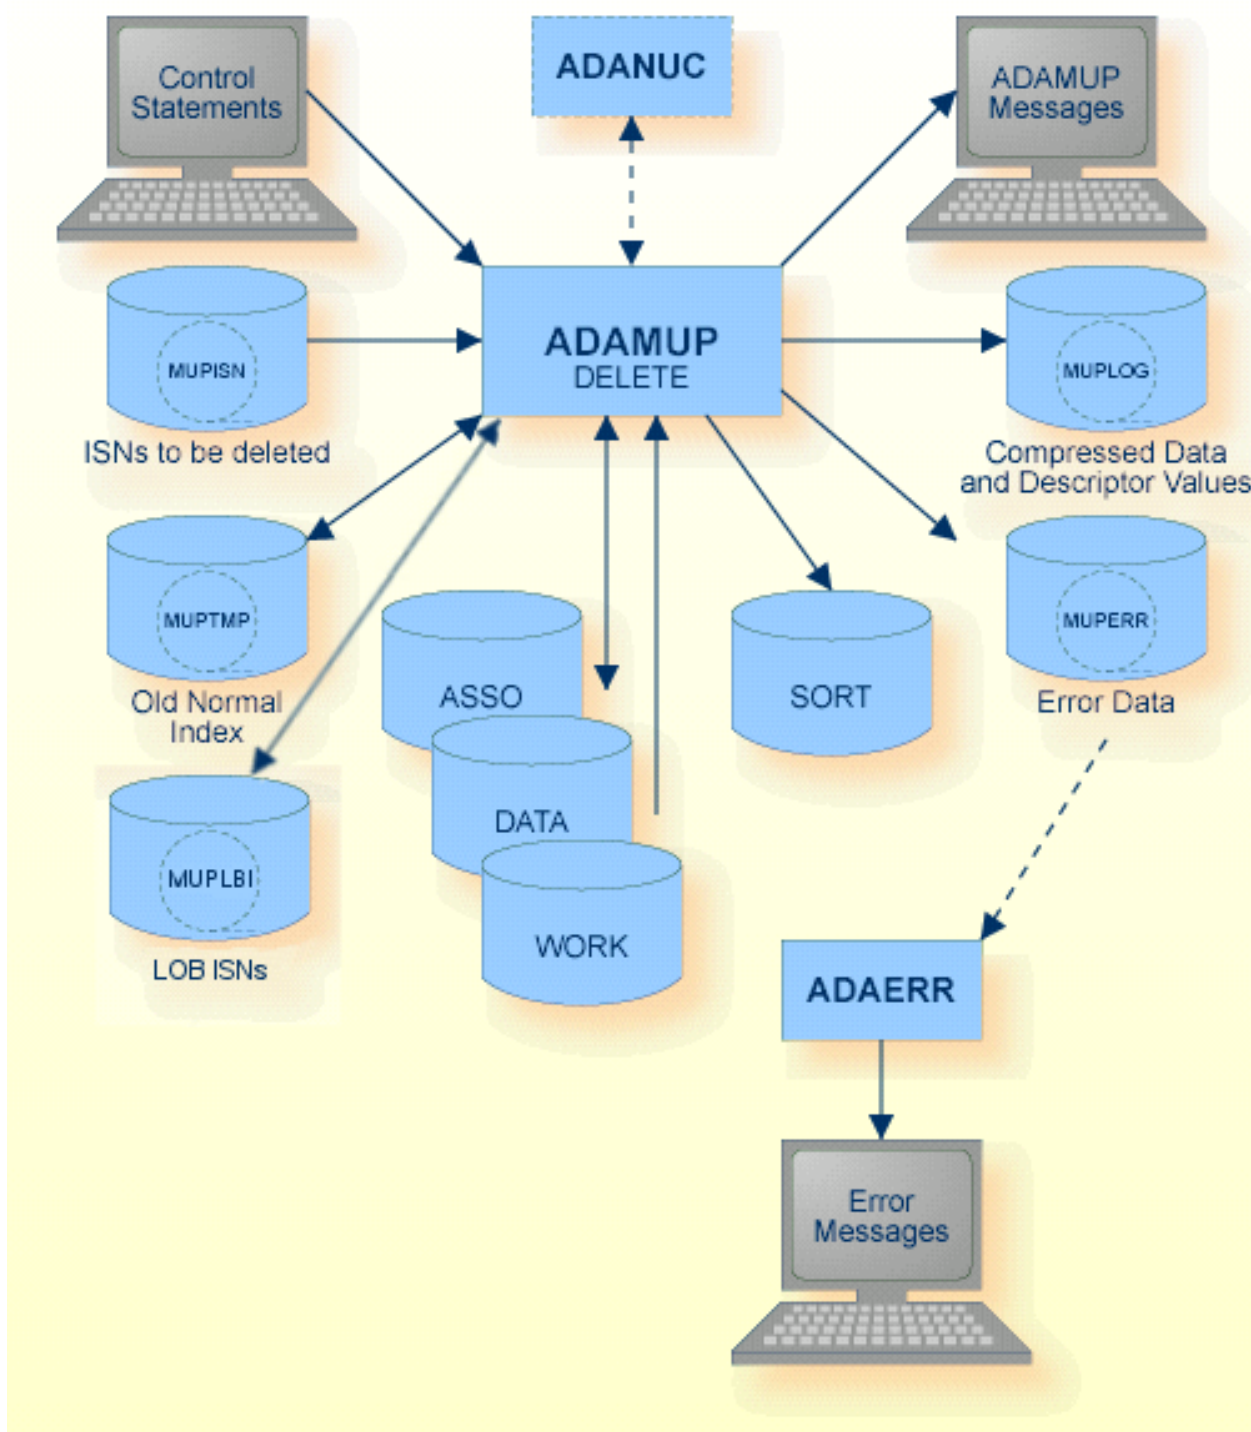 Control
Statements
ADANUC
ADAMUP
Messages
MUPISN
ISNs to be deleted
ADAMUP
DELETE
MUPLOG
Compressed Data
and Descriptor Values
MUPTMP
Old Normal
Index
ASSO
DATA
WORK
SORT
MUPERR
Error Data
MUPLBI
LOB ISNs
ADAERR
Error
Messages